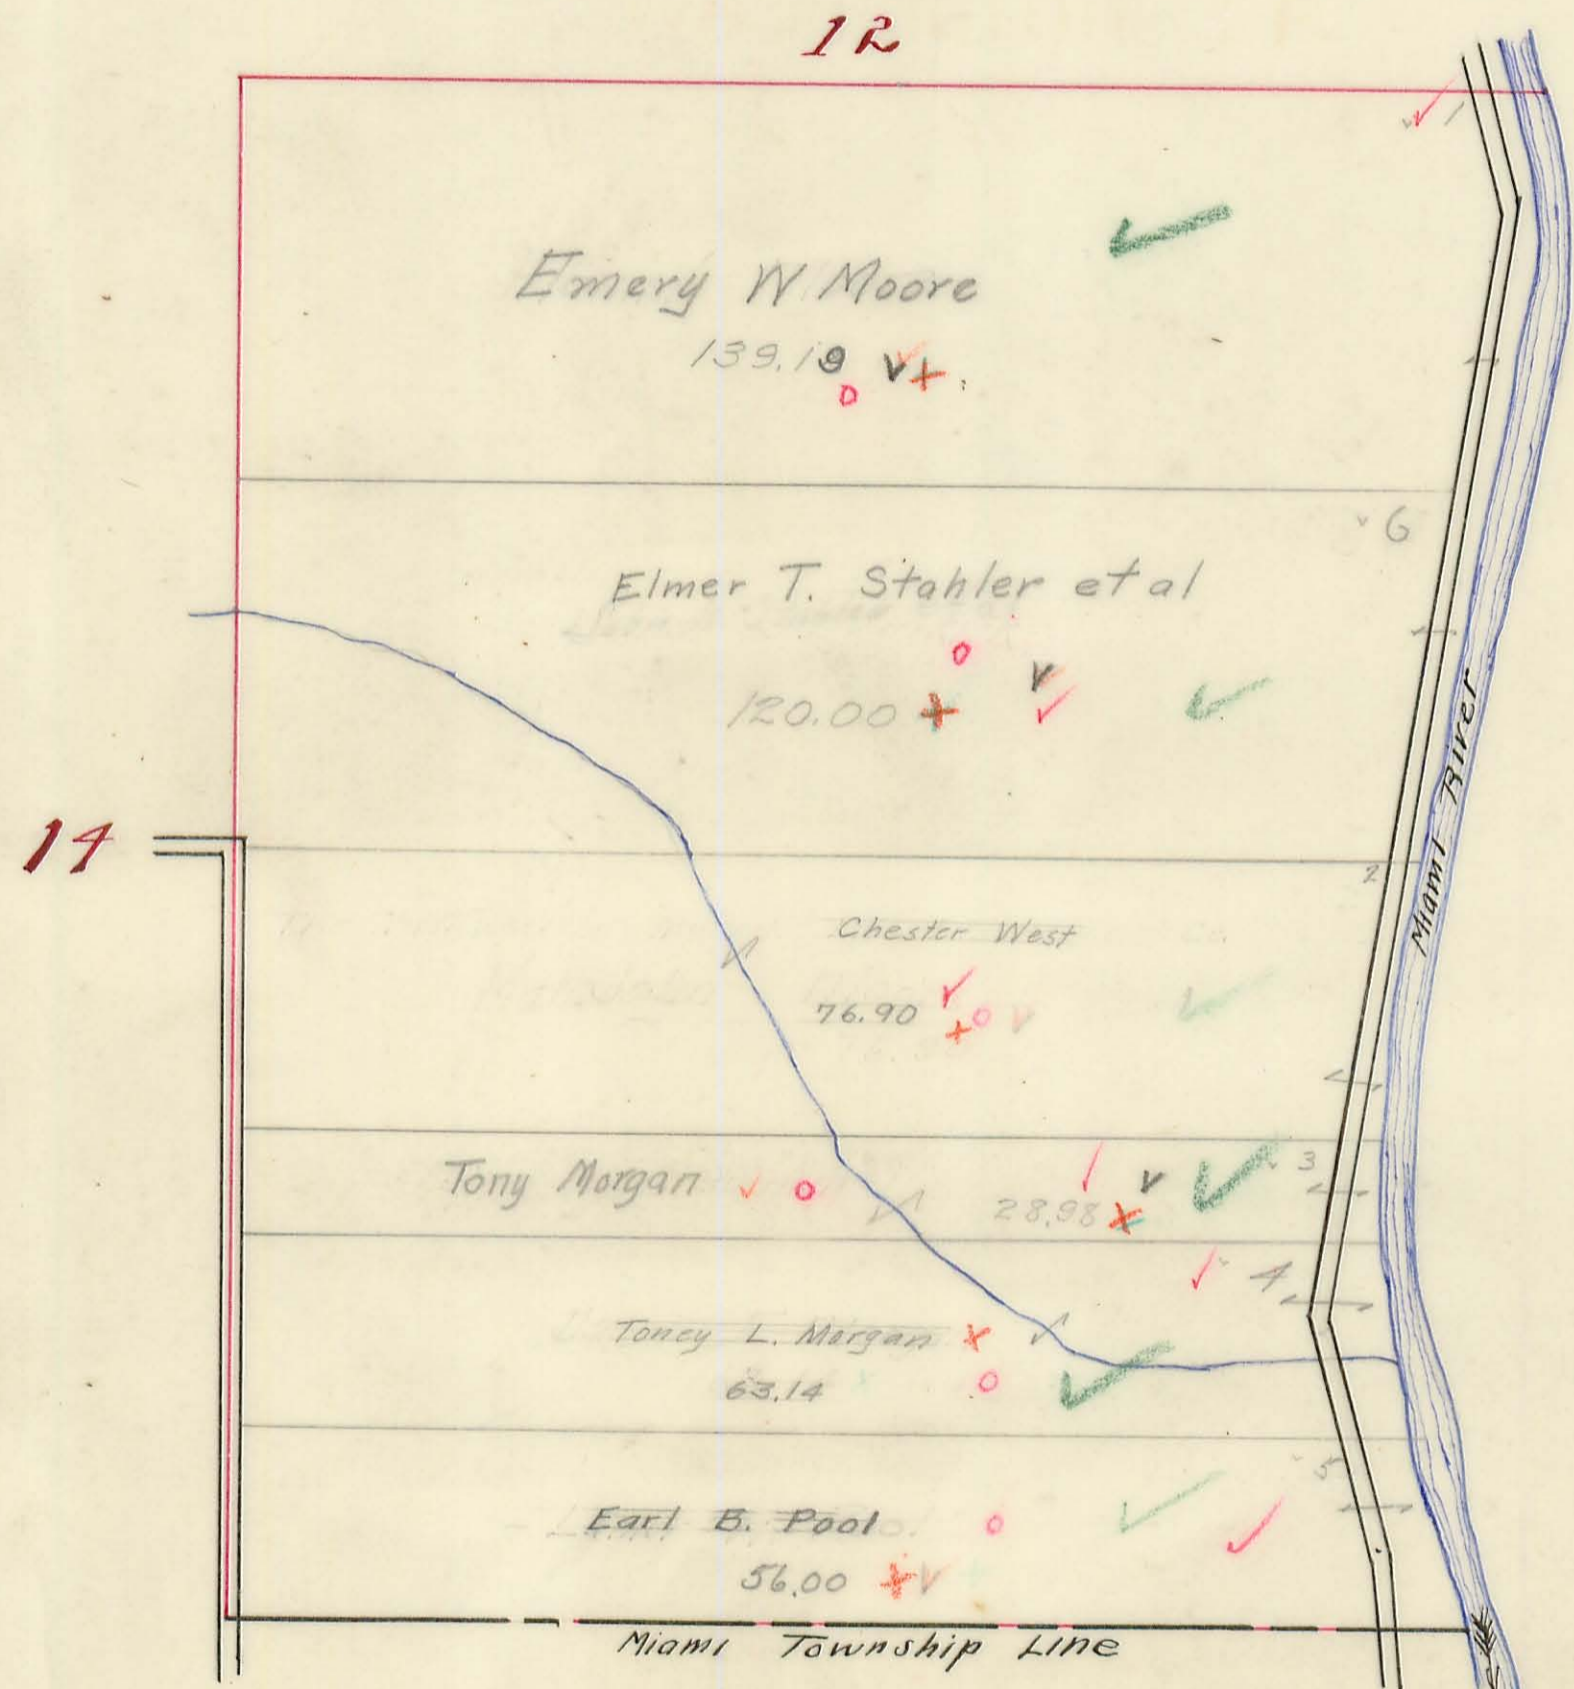 12
1
Emery W Moore
139.19
6
Elmer T. Stahler et al
120.00
Miami River
14
2
Chester West
76.90
3
Tony Morgan
28.98
4
Toney L. Morgan
63.14
5
Earl B. Pool
56.00
Miami Township Line